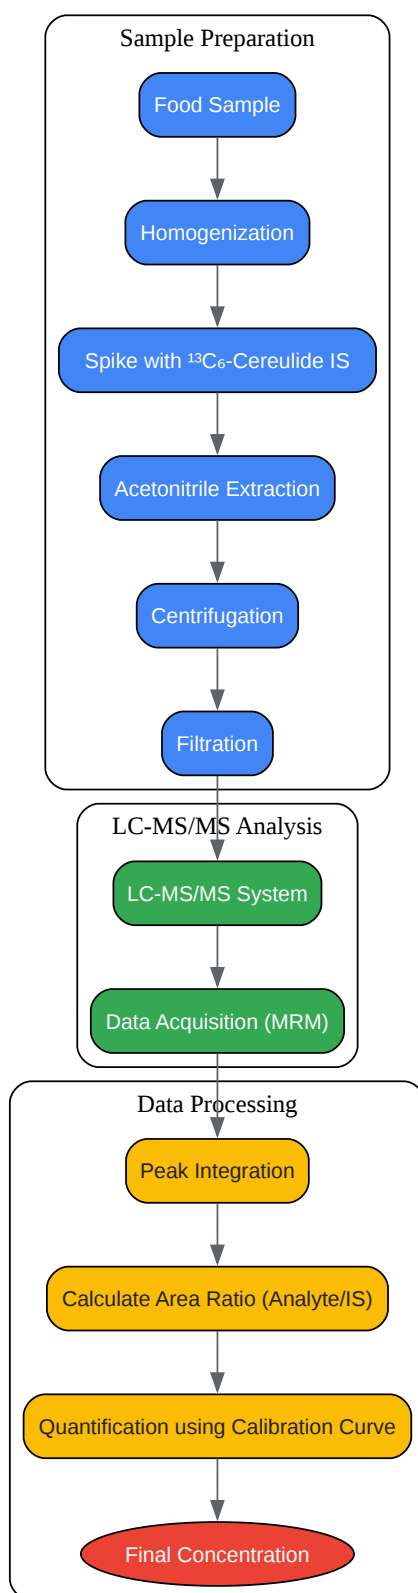 Sample Preparation
Food Sample
Homogenization
Spike with ¹³C₆-Cereulide IS
Acetonitrile Extraction
Centrifugation
Filtration
LC-MS/MS Analysis
LC-MS/MS System
Data Acquisition (MRM)
Data Processing
Peak Integration
Calculate Area Ratio (Analyte/IS)
Quantification using Calibration Curve
Final Concentration